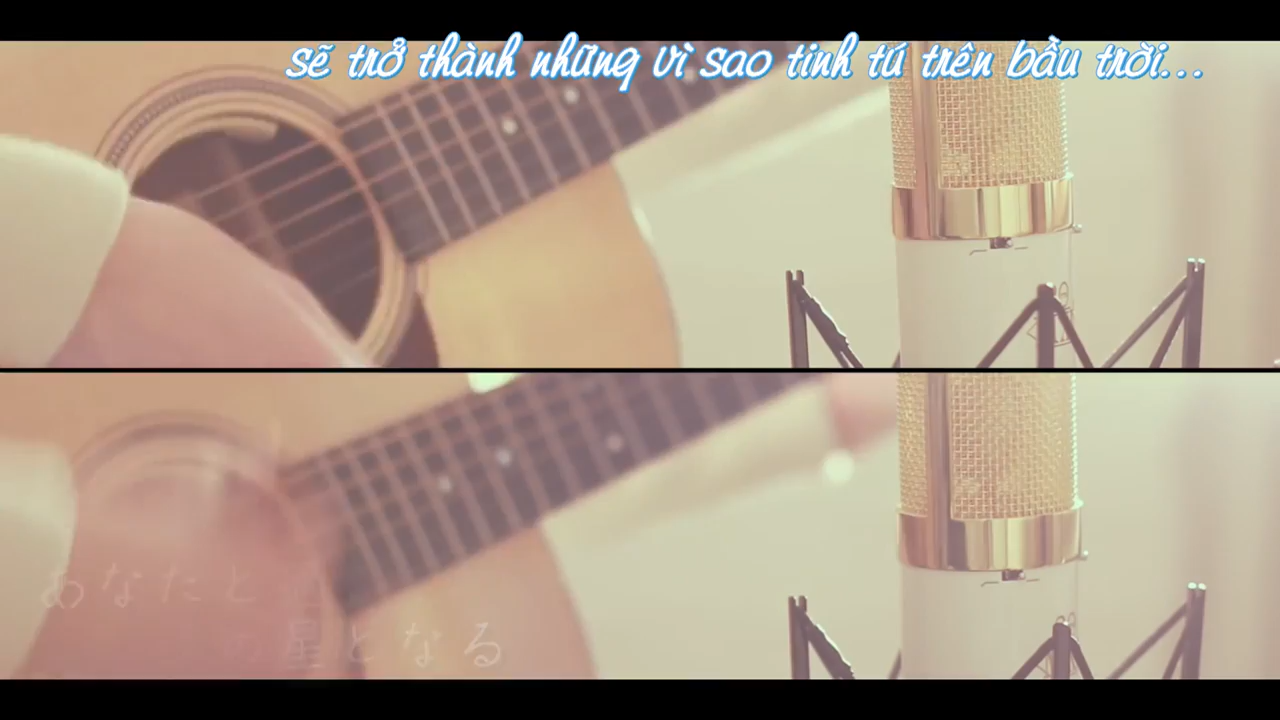 sẽ trở thành những vì sao tinh tú trên bầu trời...
あなたと
の星となる